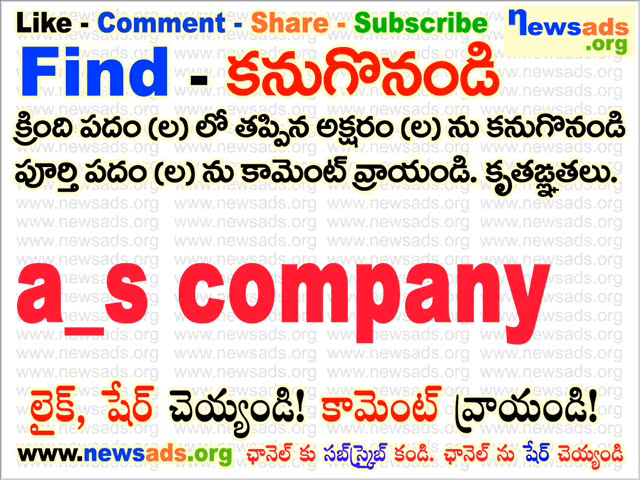 Like - Comment - Share - Subscribe
newsads
.org
Find - కనుగొనండి
క్రింది పదం (ల) లో తప్పిన అక్షరం (ల) ను కనుగొనండి
పూర్తి పదం (ల) ను కామెంట్ వ్రాయండి. కృతఙ్ఞతలు.
a_s company
లైక్, షేర్ చెయ్యండి! కామెంట్ వ్రాయండి!
www.newsads.org ఛానెల్ కు సబ్‌స్క్రైబ్ కండి. ఛానెల్ ను షేర్ చెయ్యండి